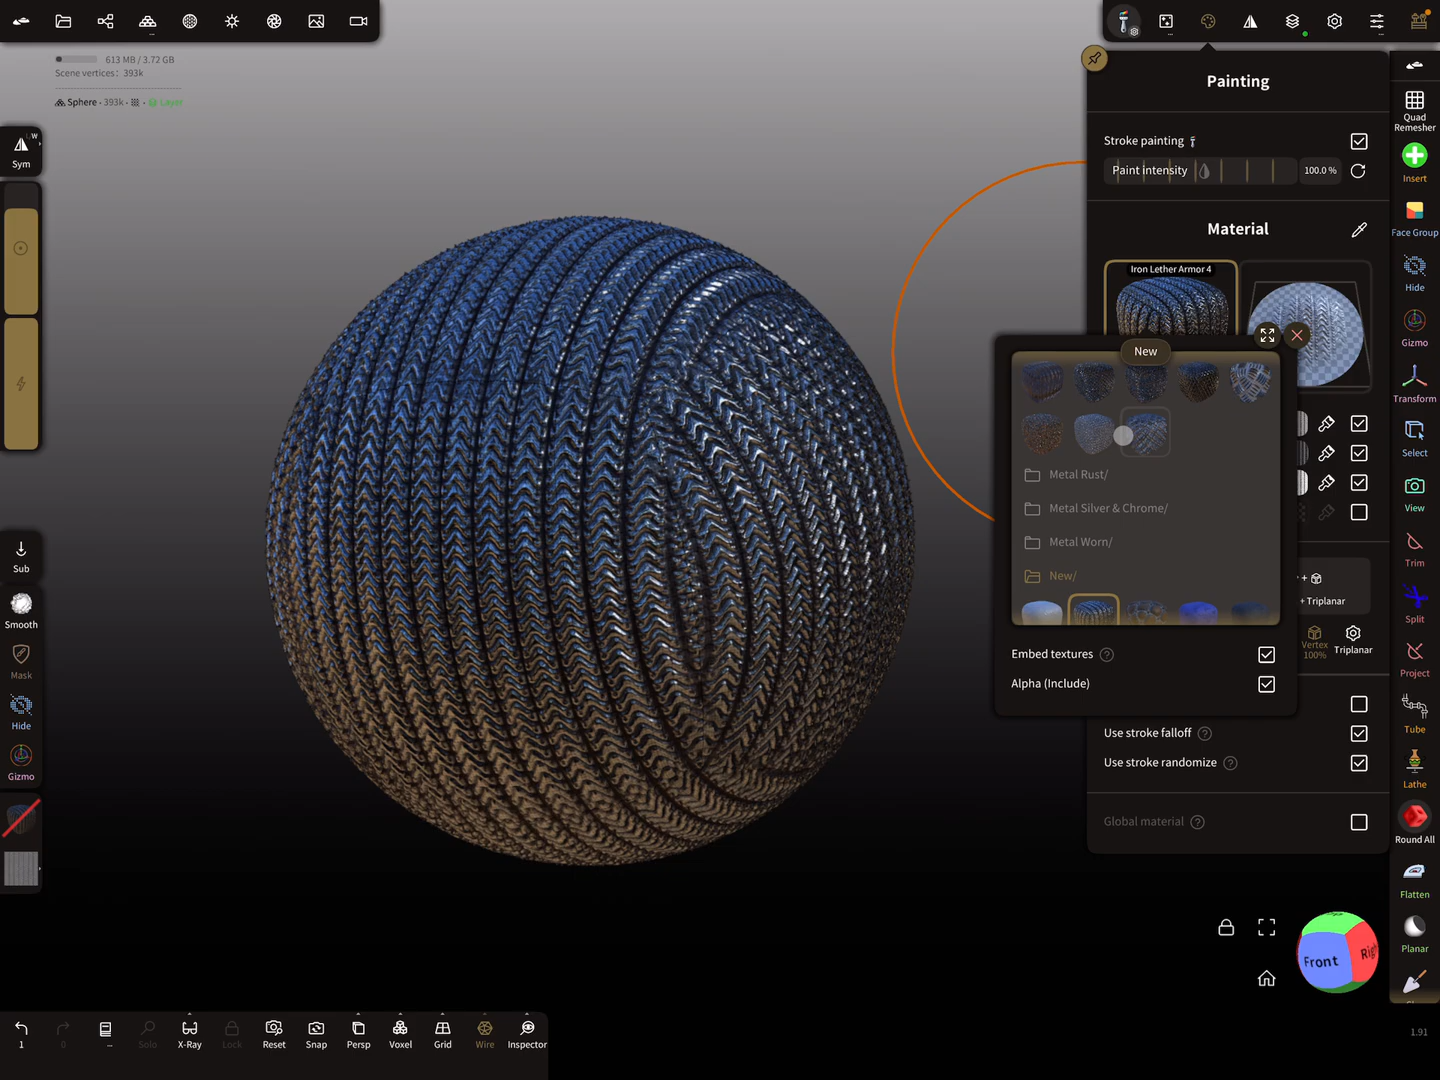 613 MB / 3.72 GB
Scene vertices: 393k
Sphere · 393k · Layer
W
Sym
Sub
Smooth
Mask
Hide
Gizmo
Painting
Stroke painting
Paint intensity 100.0 %
Material
Iron Lether Armor 4
New
Metal Rust/
Metal Silver & Chrome/
Metal Worn/
New/
Embed textures ?
Alpha (Include)
+
+ Triplanar
Vertex
100%
Triplanar
Use stroke falloff ?
Use stroke randomize ?
Global material ?
Quad
Remesher
Insert
Face Group
Hide
Gizmo
Transform
Select
View
Trim
Split
Project
Tube
Lathe
Round All
Flatten
Planar
Front
1
0
...
Solo
X-Ray
Lock
Reset
Snap
Persp
Voxel
Grid
Wire
Inspector
1.91